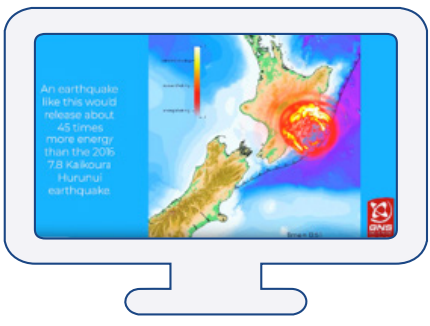 An earthquake
like this would
release about
45 times
more energy
than the 2016
7.8 Kaikoura
Hurunui
earthquake
GNS